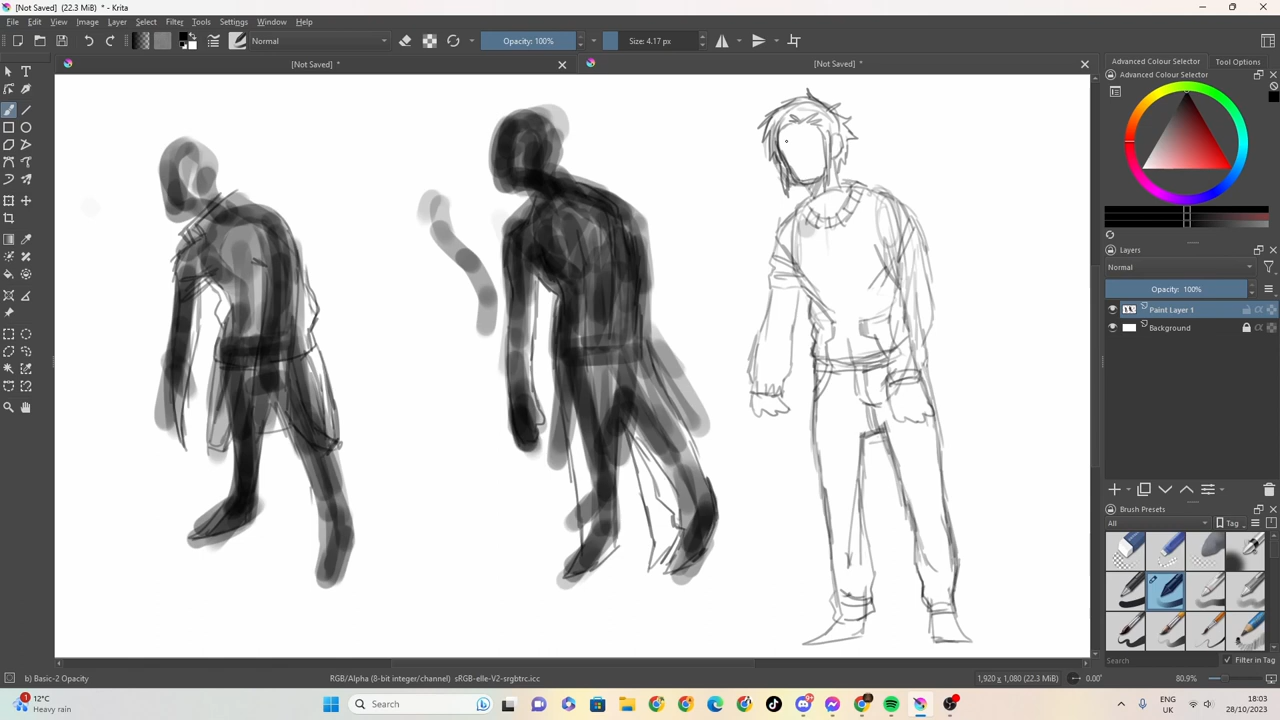 [Not Saved] (22.3 MiB) * - Krita
File Edit View Image Layer Select Filter Tools Settings Window Help
Normal
Opacity: 100%
Size: 4.17 px
[Not Saved] *
[Not Saved] *
Advanced Colour Selector
Tool Options
Advanced Colour Selector
Layers
Normal
Opacity: 100%
Paint Layer 1
Background
Brush Presets
All
Tag
Search
Filter in Tag
b) Basic-2 Opacity
RGB/Alpha (8-bit integer/channel) sRGB-elle-V2-srgbtrc.icc
1,920 x 1,080 (22.3 MiB)
0.00°
80.9%
1
12°C
Heavy rain
Search
9+
ENG
UK
18:03
28/10/2023